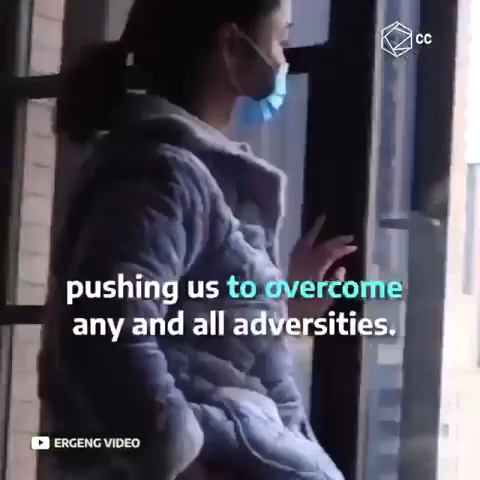 CC
pushing us to overcome
any and all adversities.
ERGENG VIDEO